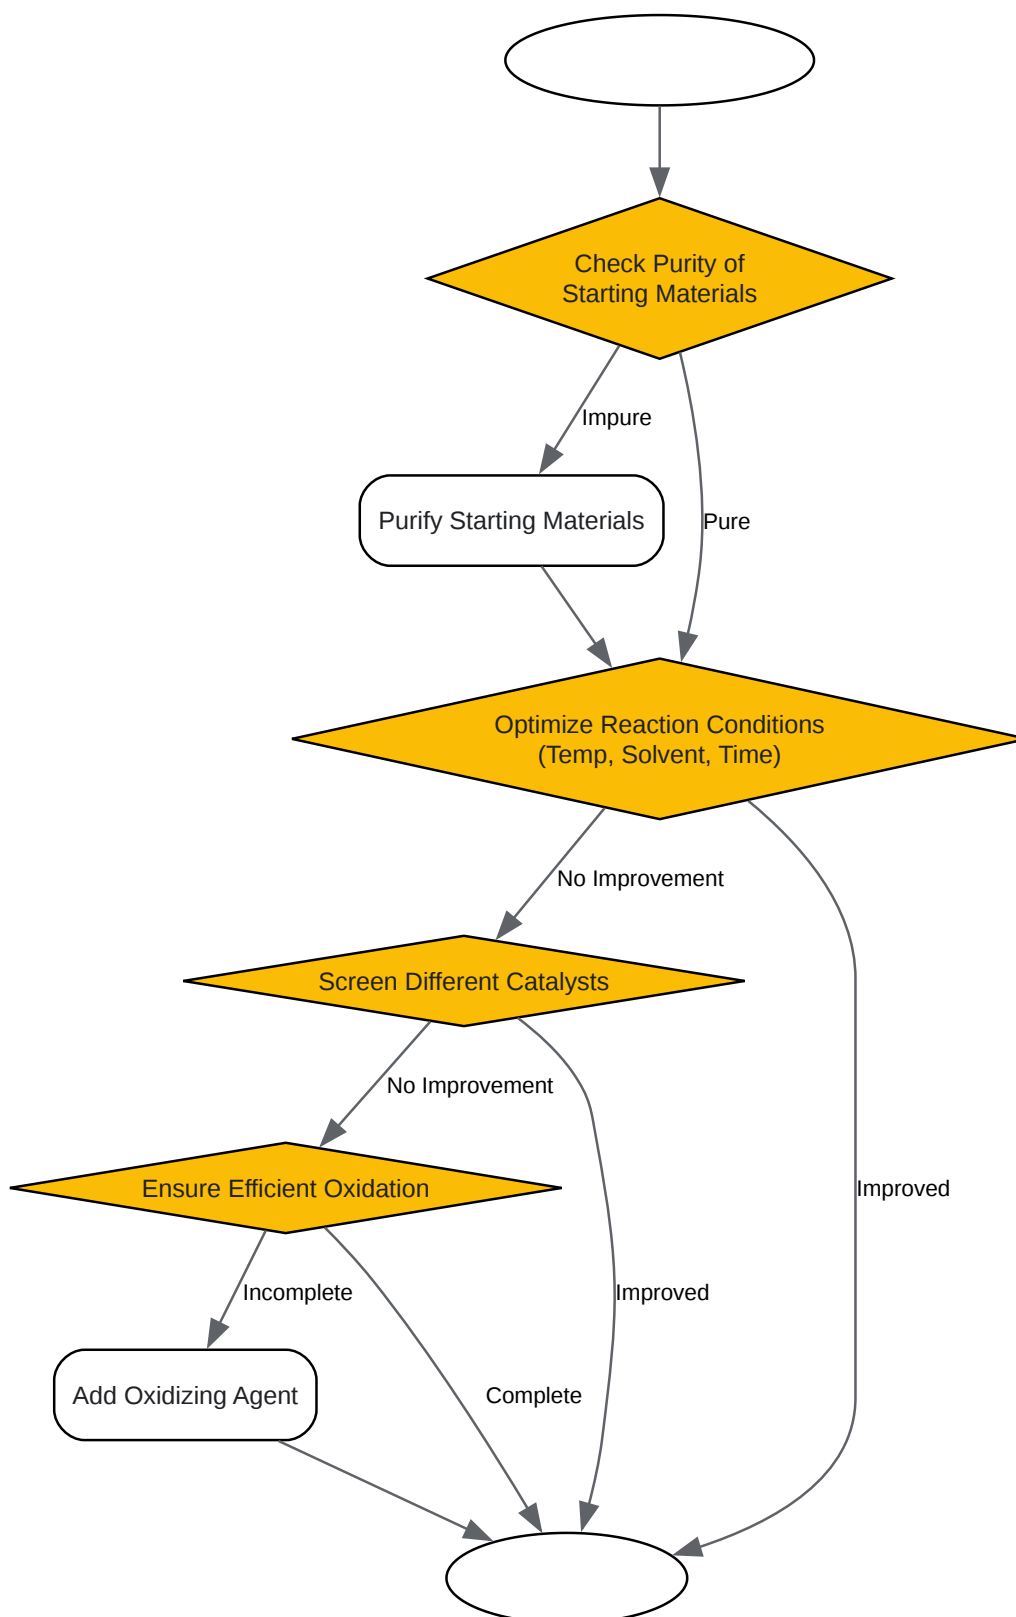 Check Purity of
Starting Materials
Impure
Purify Starting Materials
Pure
Optimize Reaction Conditions
(Temp, Solvent, Time)
No Improvement
Screen Different Catalysts
No Improvement
Ensure Efficient Oxidation
Improved
Incomplete
Improved
Add Oxidizing Agent
Complete